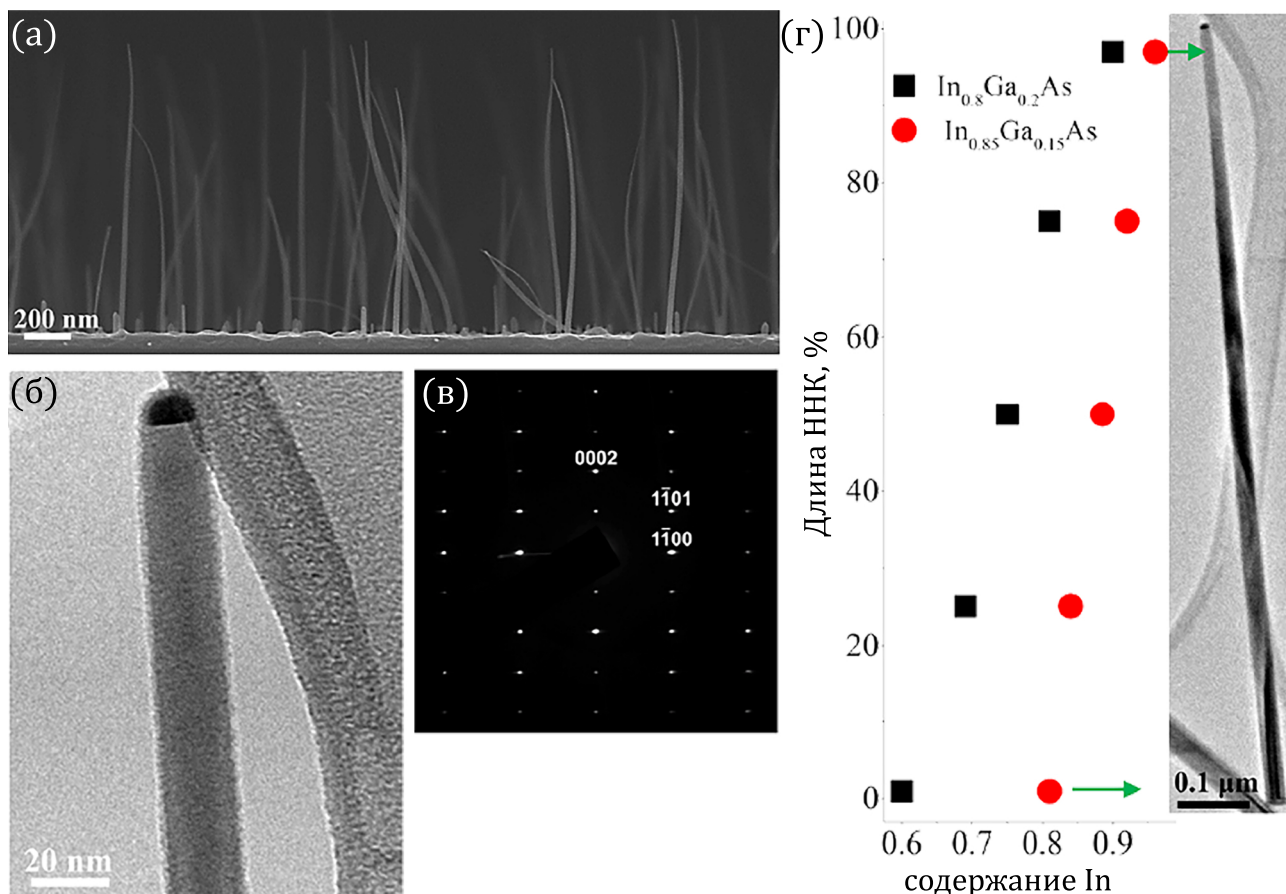 (а)
200 nm
(б)
20 nm
(в)
0002
11̅01
11̅00
(г)
Длина ННК, %
100
80
60
40
20
0
In0.8Ga0.2As
In0.85Ga0.15As
0.6 0.7 0.8 0.9
содержание In
0.1 μm